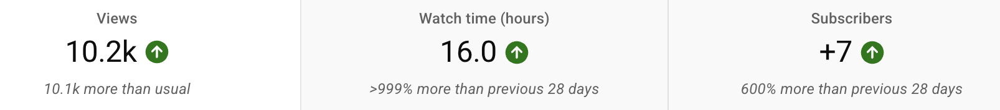 Views
10.2k
10.1k more than usual
Watch time (hours)
16.0
>999% more than previous 28 days
Subscribers
+7
600% more than previous 28 days